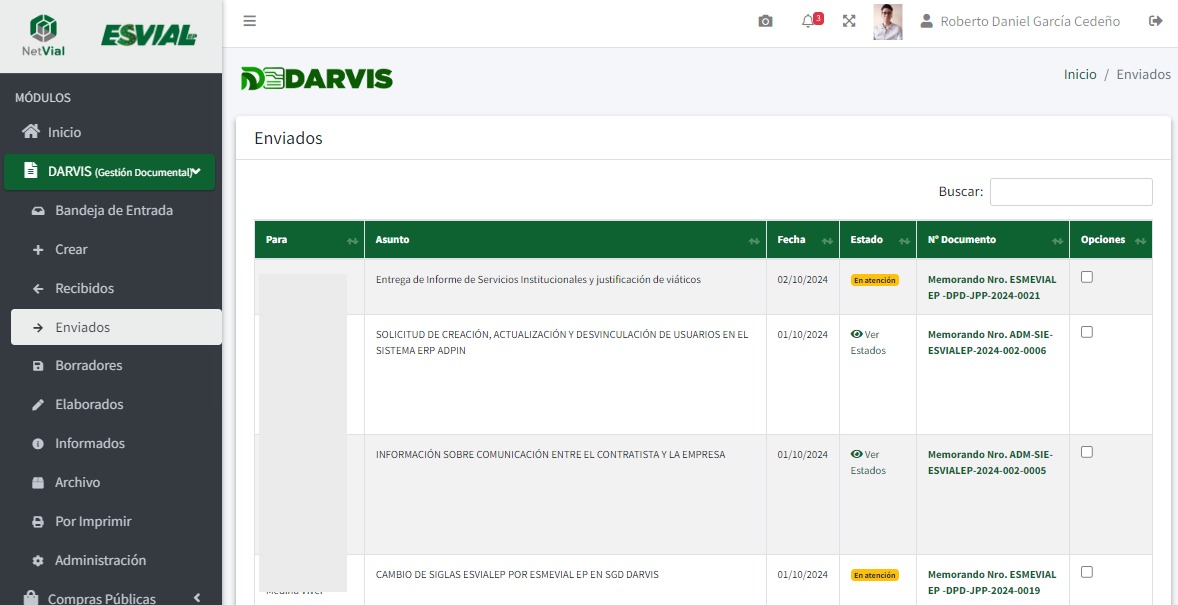 NetVial
ESVIAL EP
MÓDULOS
Inicio
DARVIS (Gestión Documental)
Bandeja de Entrada
Crear
Recibidos
Enviados
Borradores
Elaborados
Informados
Archivo
Por Imprimir
Administración
Compras Públicas
3
Roberto Daniel García Cedeño
DARVIS
Inicio / Enviados
Enviados
Buscar:
Para Asunto Fecha Estado Nº Documento Opciones
Entrega de Informe de Servicios Institucionales y justificación de viáticos 02/10/2024 En atención Memorando Nro. ESMEVIAL
EP -DPD-JPP-2024-0021
SOLICITUD DE CREACIÓN, ACTUALIZACIÓN Y DESVINCULACIÓN DE USUARIOS EN EL 01/10/2024 Ver Memorando Nro. ADM-SIE-
SISTEMA ERP ADPIN Estados ESVIALEP-2024-002-0006
INFORMACIÓN SOBRE COMUNICACIÓN ENTRE EL CONTRATISTA Y LA EMPRESA 01/10/2024 Ver Memorando Nro. ADM-SIE-
Estados ESVIALEP-2024-002-0005
CAMBIO DE SIGLAS ESVIALEP POR ESMEVIAL EP EN SGD DARVIS 01/10/2024 En atención Memorando Nro. ESMEVIAL
EP -DPD-JPP-2024-0019